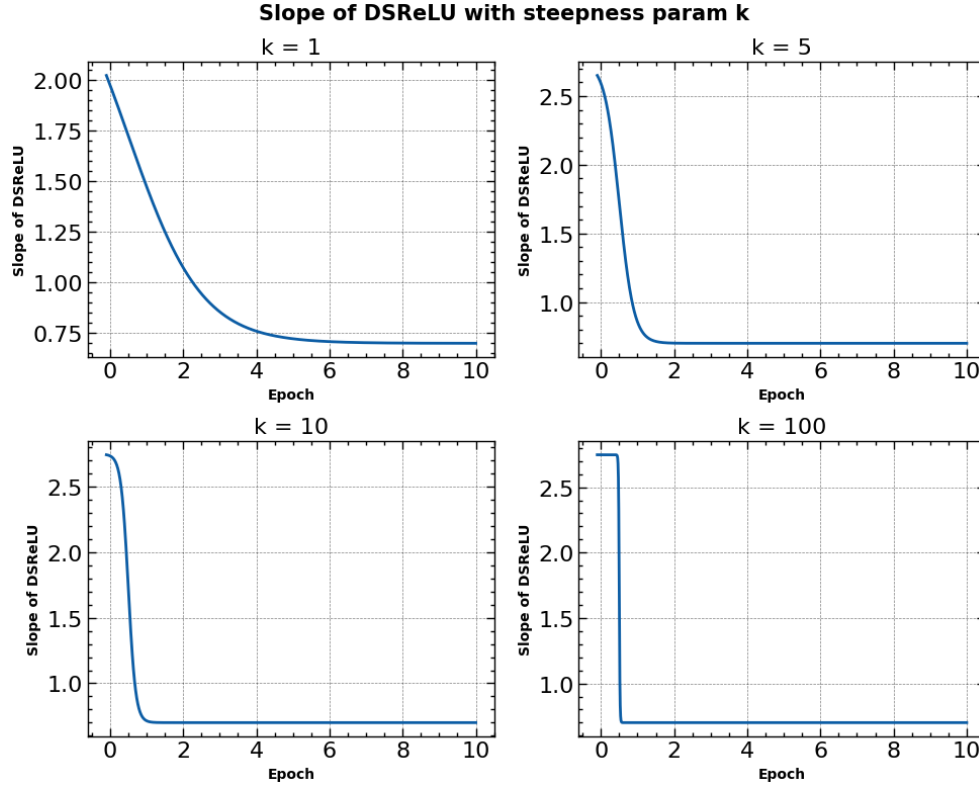 Slope of DSReLU with steepness param k
k = 1
2.00
1.75
1.50
1.25
1.00
0.75
Slope of DSReLU
0 2 4 6 8 10
Epoch
k = 5
2.5
2.0
1.5
1.0
Slope of DSReLU
0 2 4 6 8 10
Epoch
k = 10
2.5
2.0
1.5
1.0
Slope of DSReLU
0 2 4 6 8 10
Epoch
k = 100
2.5
2.0
1.5
1.0
Slope of DSReLU
0 2 4 6 8 10
Epoch